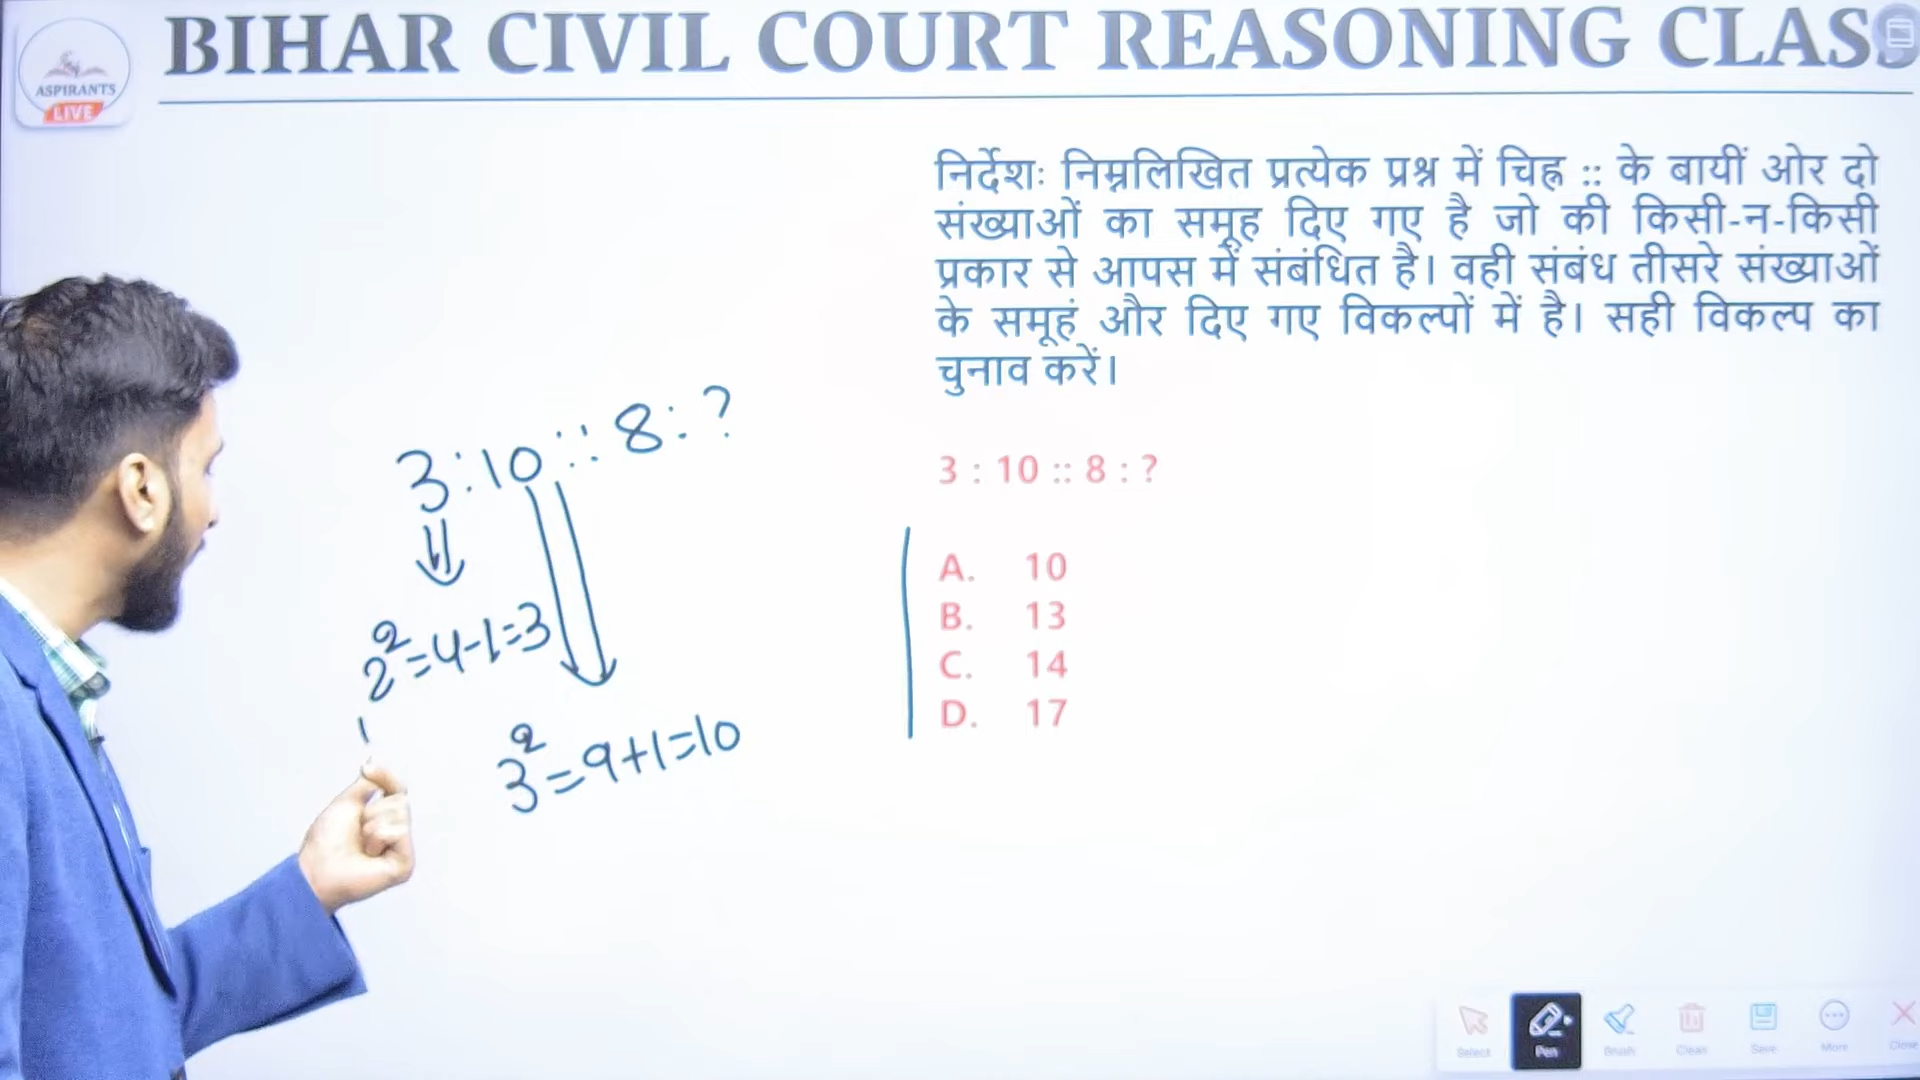 BIHAR CIVIL COURT REASONING CLASS
ASPIRANTS
LIVE
निर्देशः निम्नलिखित प्रत्येक प्रश्न में चिह्न :: के बायीं ओर दो
संख्याओं का समूह दिए गए है जो की किसी-न-किसी
प्रकार से आपस में संबंधित है। वही संबंध तीसरे संख्याओं
के समूहं और दिए गए विकल्पों में है। सही विकल्प का
चुनाव करें।
3 : 10 :: 8 : ?
A. 10
B. 13
C. 14
D. 17
3:10::8:?
2²=4-1=3
3²=9+1=10
Select Pen Brush Clean Save More Close